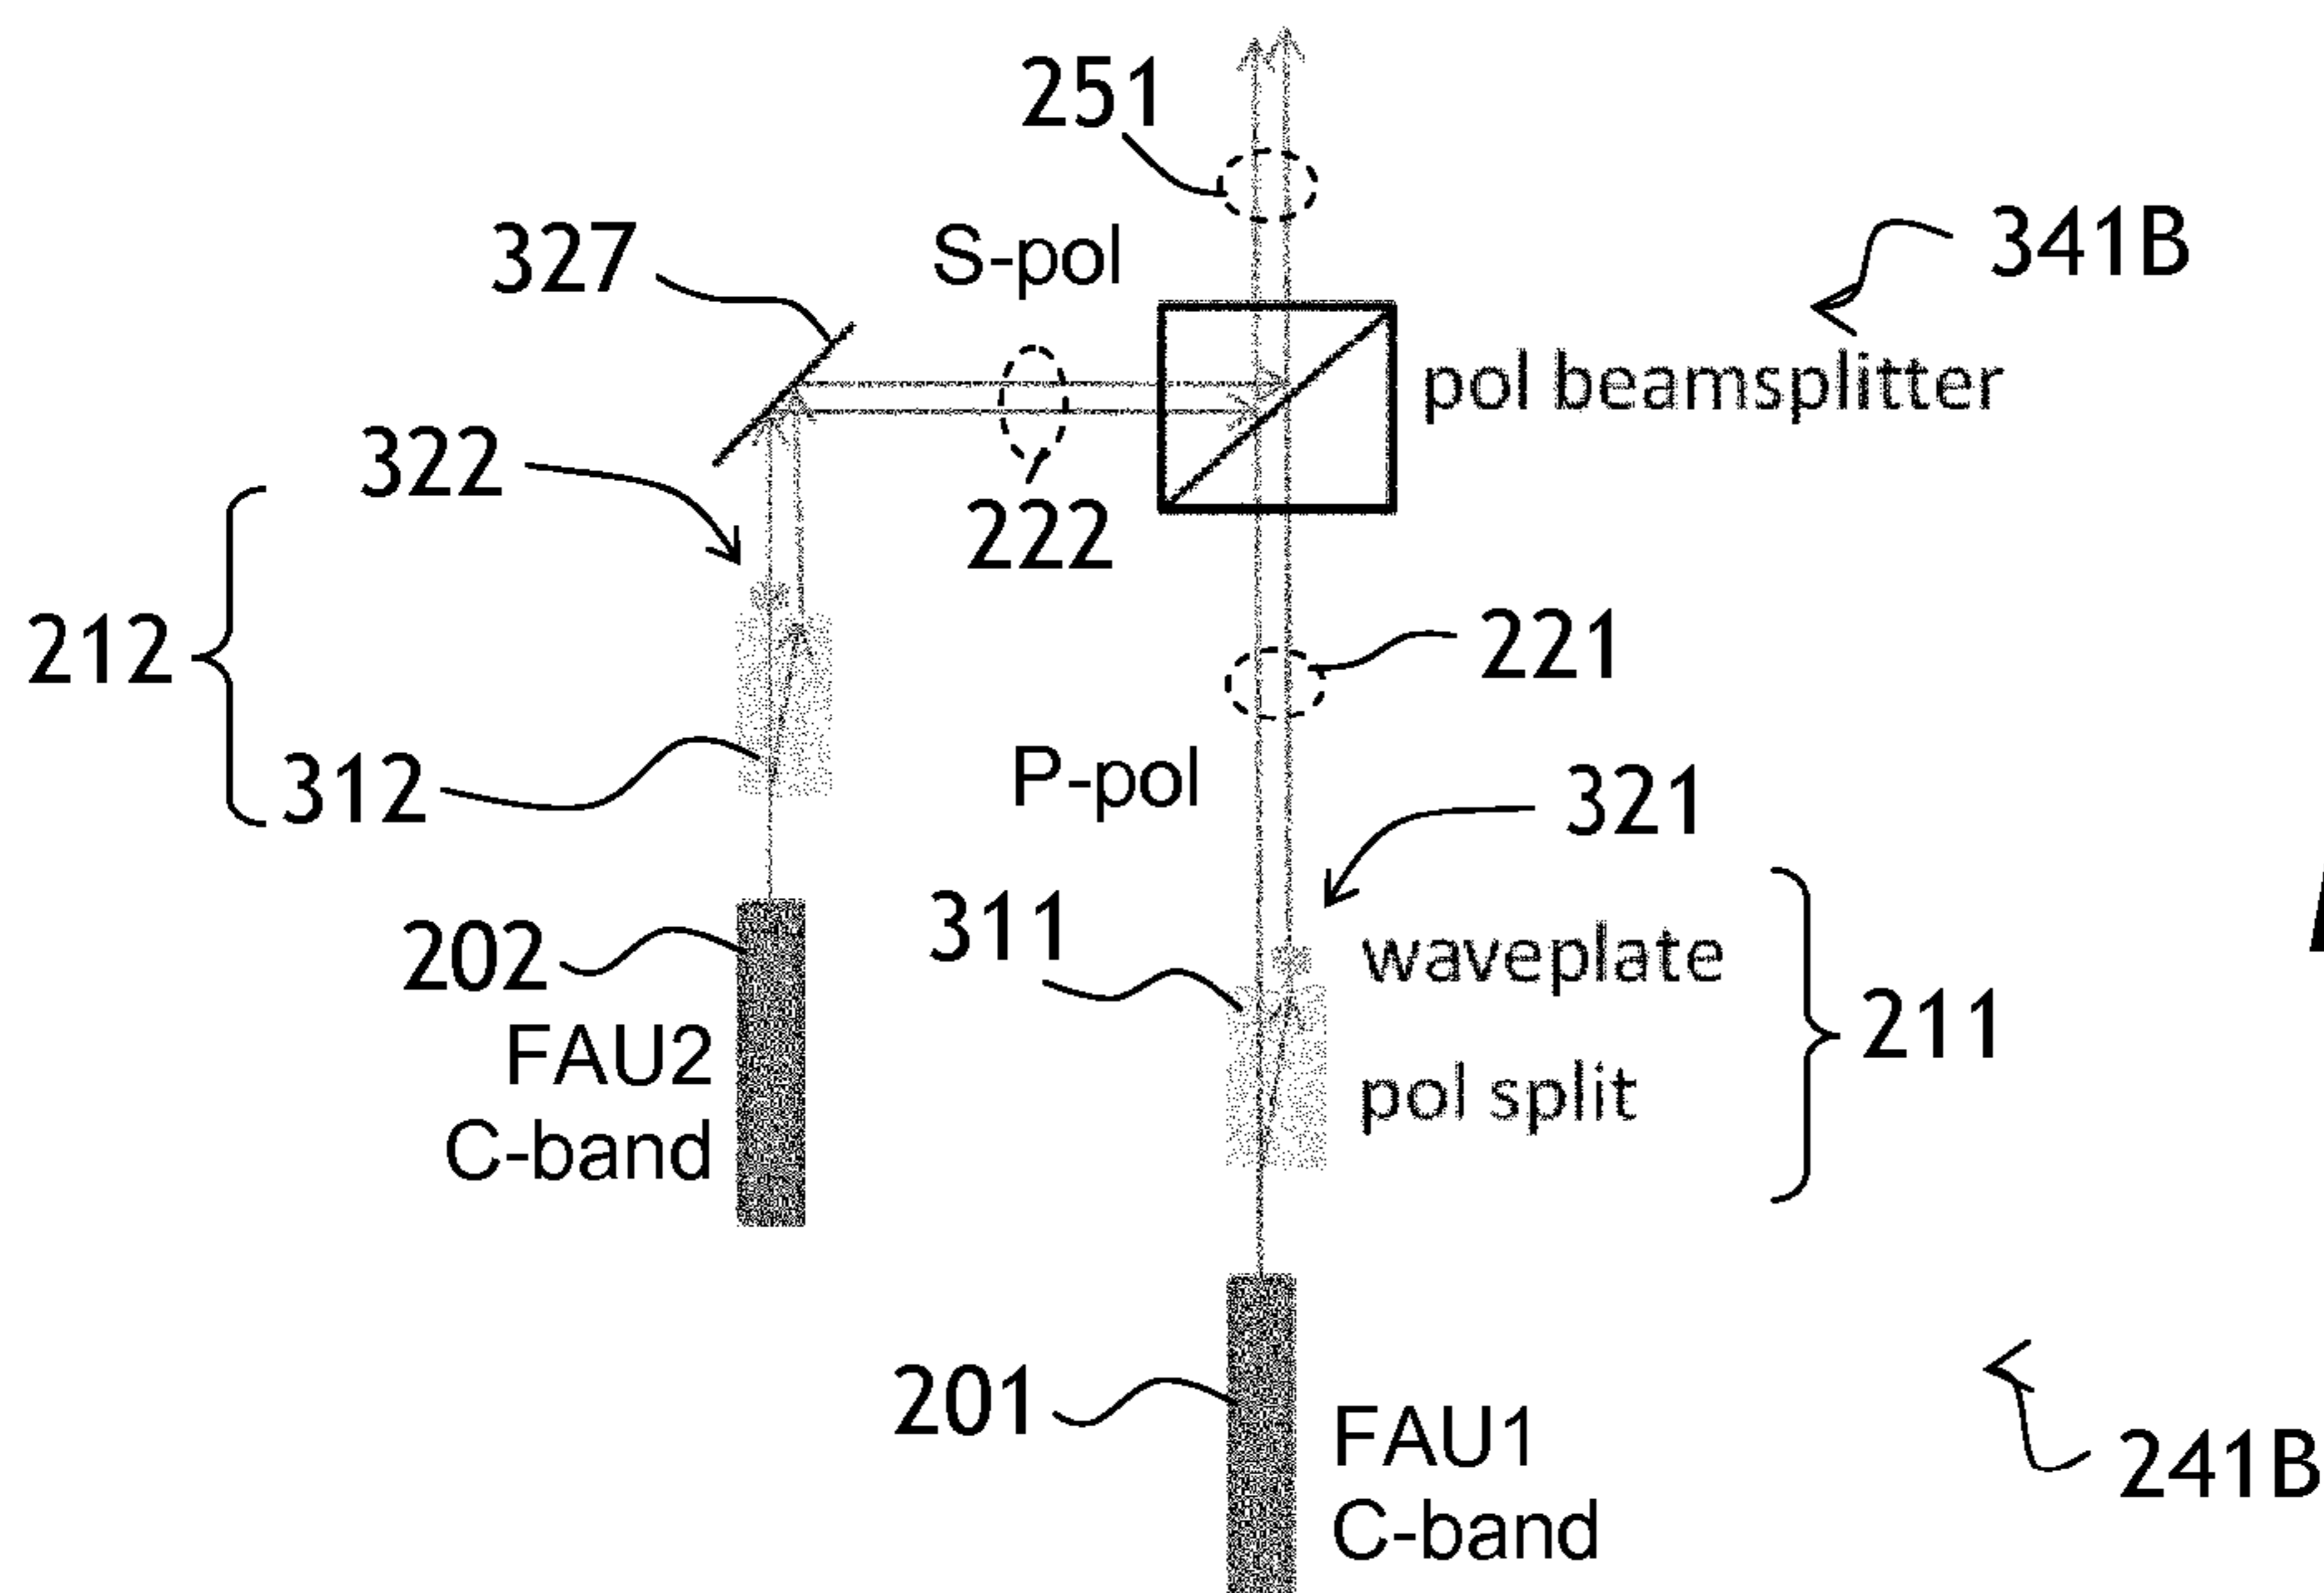 251
341B
327
S-pol
pol beamsplitter
322
222
212
221
P-pol
312
321
311
waveplate
202
211
FAU2
pol split
C-band
201
FAU1
241B
C-band